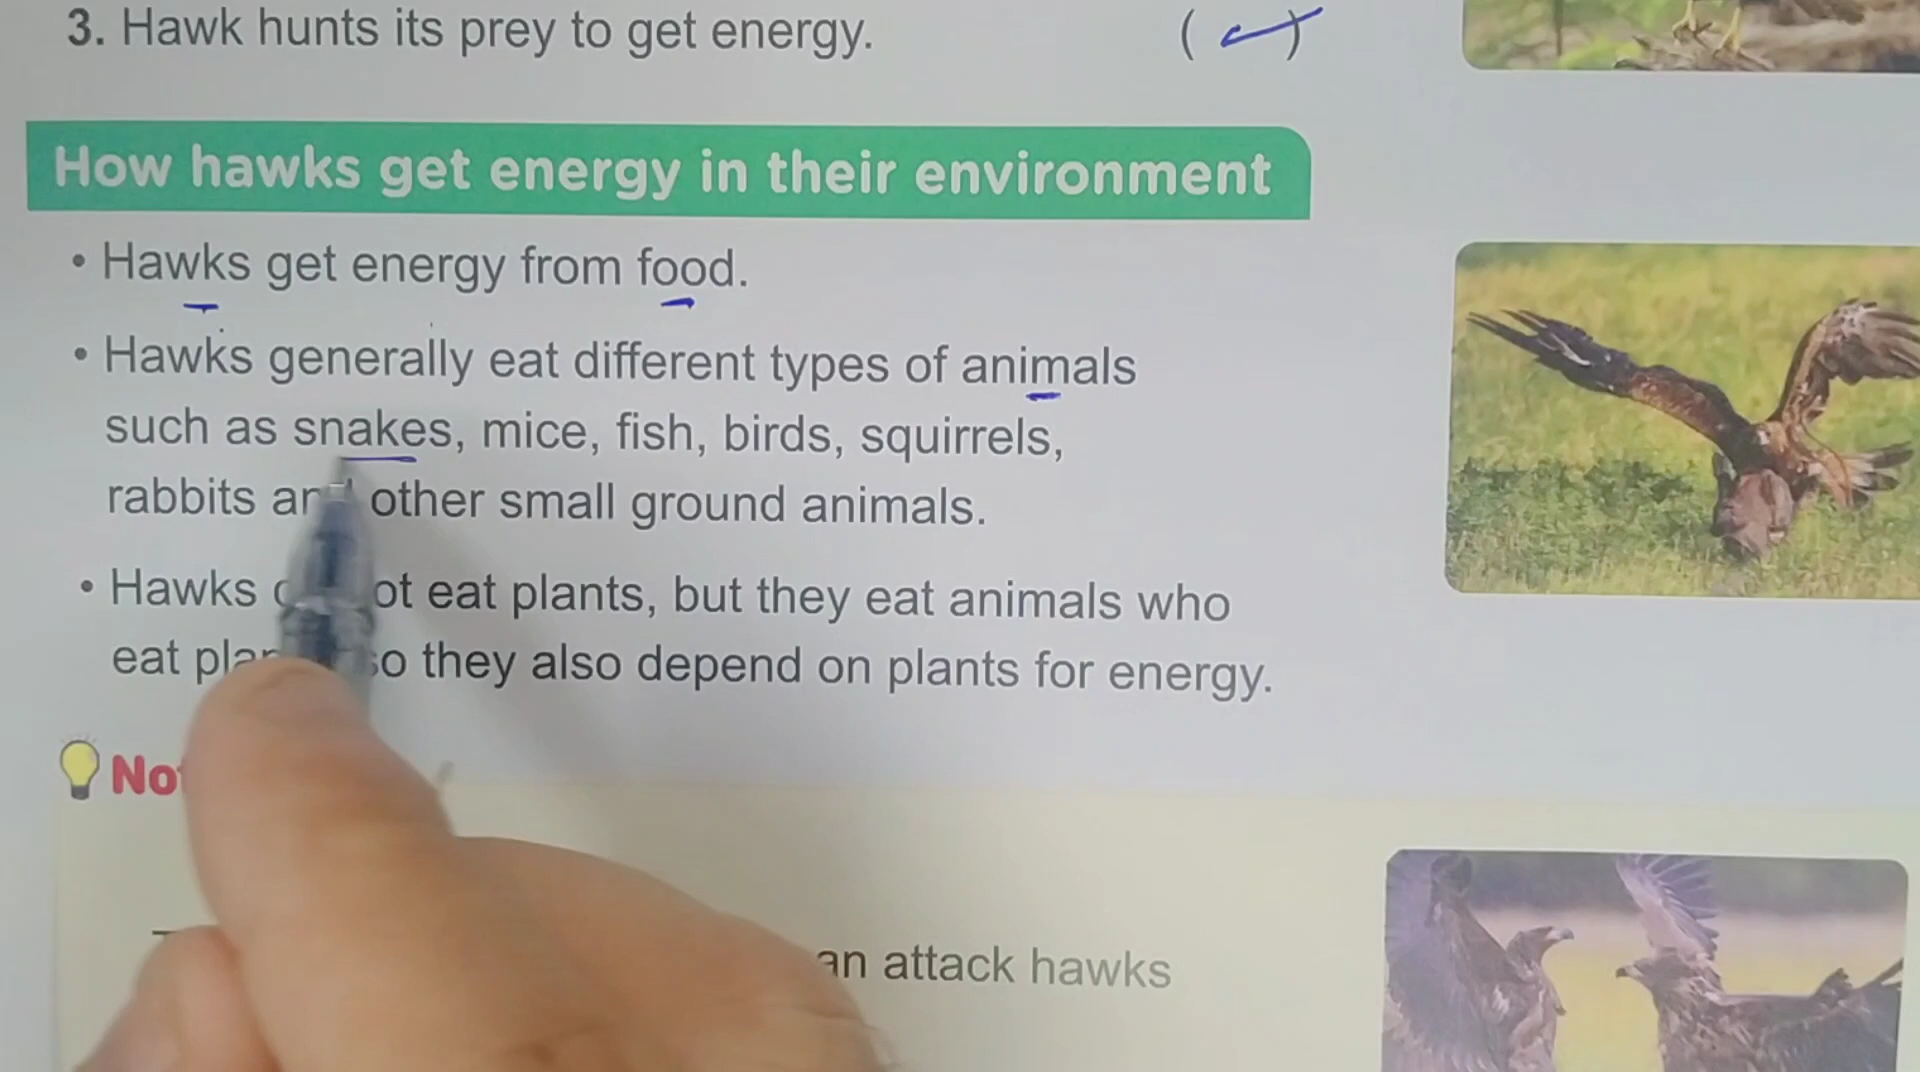 3. Hawk hunts its prey to get energy. ( )
How hawks get energy in their environment
• Hawks get energy from food.
• Hawks generally eat different types of animals
such as snakes, mice, fish, birds, squirrels,
rabbits other small ground animals.
• Hawks eat plants, but they eat animals who
eat so they also depend on plants for energy.
an attack hawks